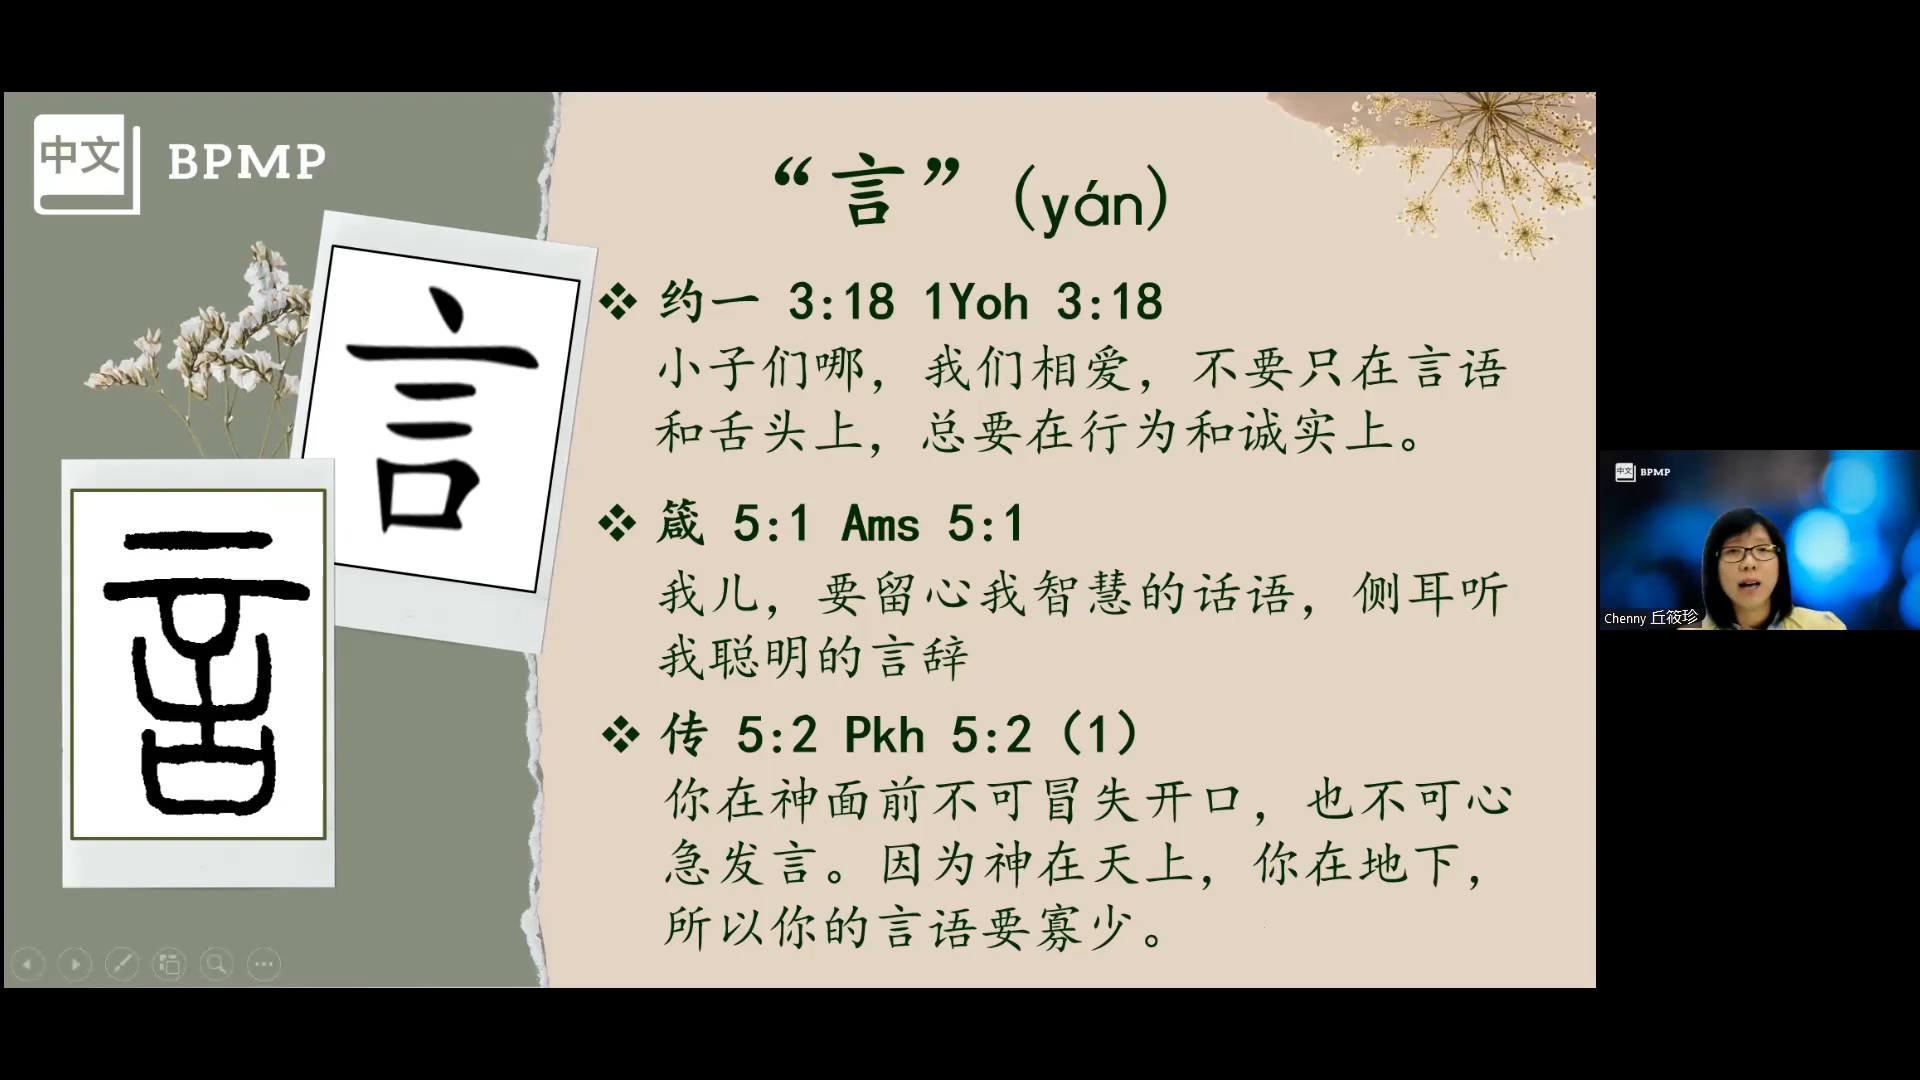 中文 BPMP
“言” (yán)
言
言
❖ 约一 3:18 1Yoh 3:18
小子们哪，我们相爱，不要只在言语
和舌头上，总要在行为和诚实上。
❖ 箴 5:1 Ams 5:1
我儿，要留心我智慧的话语，侧耳听
我聪明的言辞
❖ 传 5:2 Pkh 5:2 (1)
你在神面前不可冒失开口，也不可心
急发言。因为神在天上，你在地下，
所以你的言语要寡少。
中文 BPMP
Chenny 丘筱珍